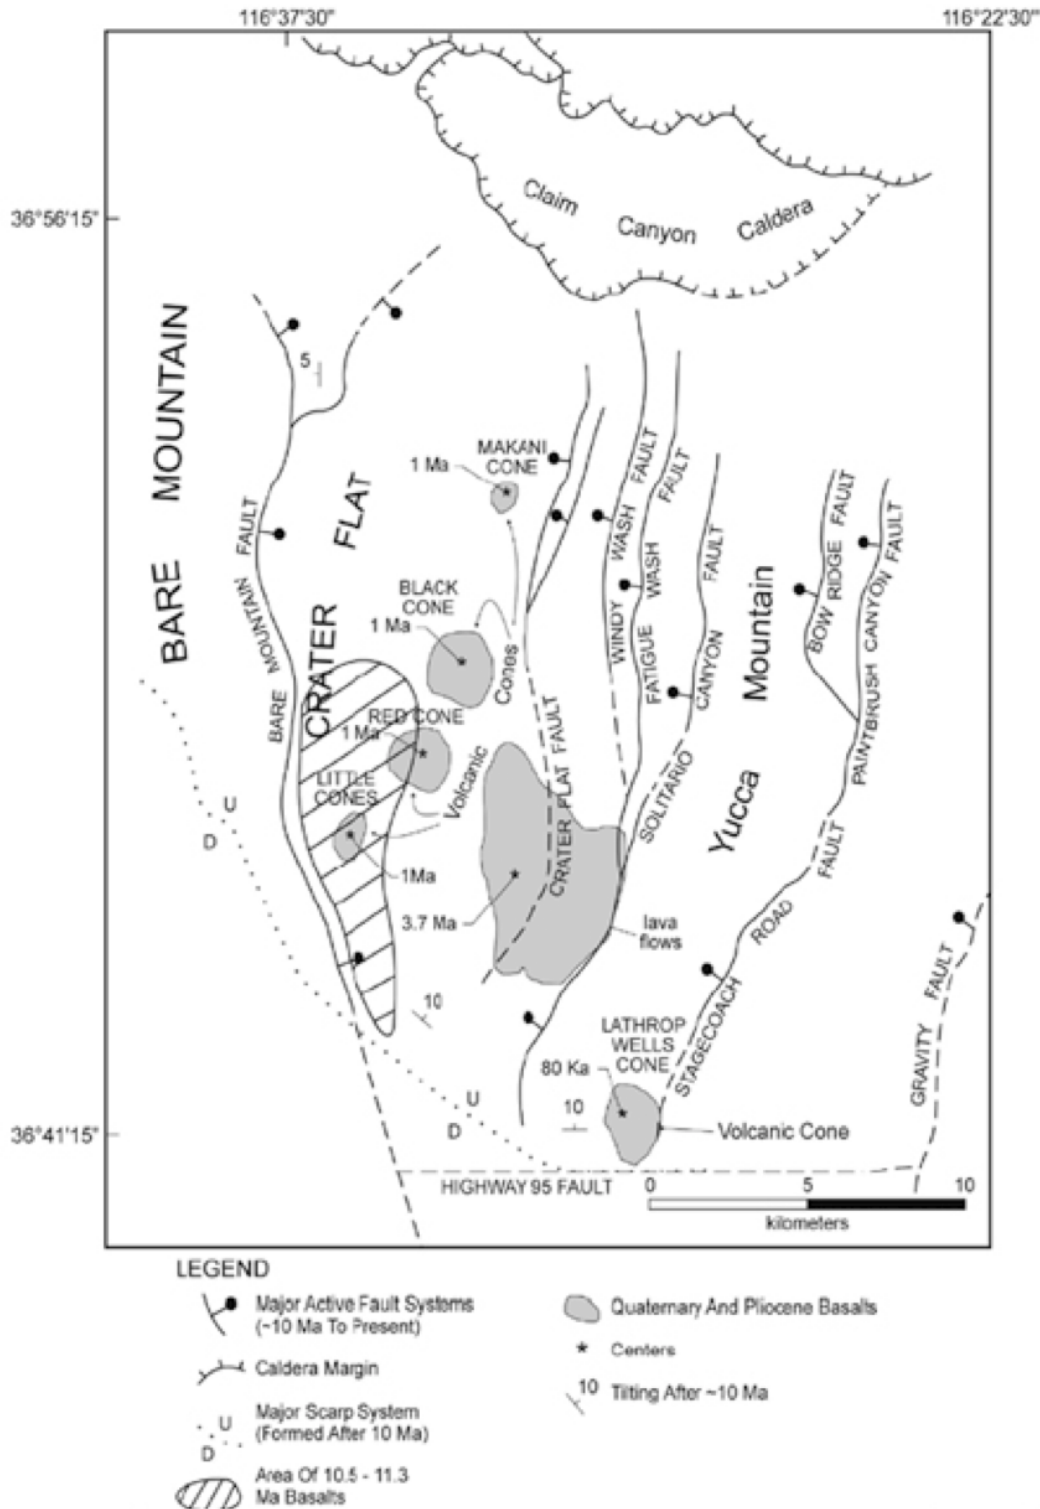 116°37'30"
116°22'30"
36°56'15"
36°41'15"
Claim
Canyon
Caldera
BARE MOUNTAIN
5
MAKANI
CONE
1 Ma
CRATER FLAT
BARE MOUNTAIN FAULT
BLACK
CONE
1 Ma
Cones
Volcanic
RED CONE
1 Ma
LITTLE
CONES
1Ma
3.7 Ma
CRATER FLAT FAULT
WINDY WASH FAULT
FATIGUE WASH FAULT
SOLITARIO CANYON FAULT
Yucca Mountain
BOW RIDGE FAULT
PAINTBRUSH CANYON FAULT
STAGECOACH ROAD FAULT
GRAVITY FAULT
lava
flows
U
D
10
LATHROP
WELLS
CONE
80 Ka
10
U
D
Volcanic Cone
HIGHWAY 95 FAULT
0 5 10
kilometers
LEGEND
Major Active Fault Systems
(~10 Ma To Present)
Caldera Margin
U
D
Major Scarp System
(Formed After 10 Ma)
Area Of 10.5 - 11.3
Ma Basalts
Quaternary And Pliocene Basalts
Centers
10
Tilting After ~10 Ma